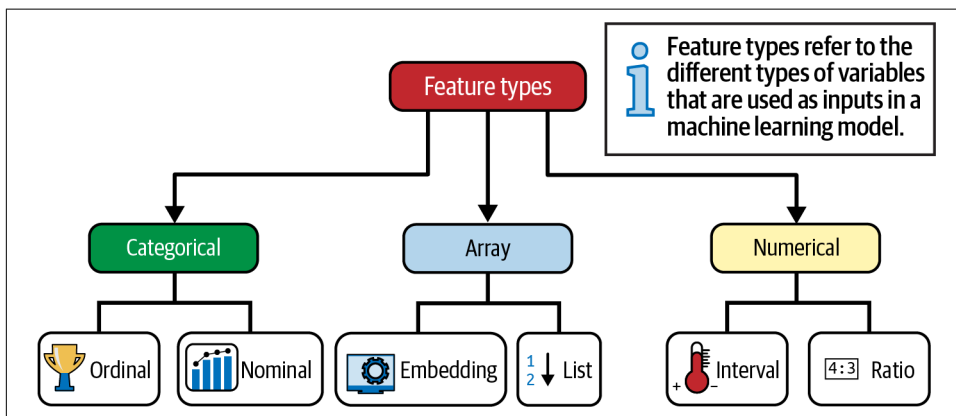 Feature types
Feature types refer to the
different types of variables
that are used as inputs in a
machine learning model.
Categorical
Array
Numerical
Ordinal
Nominal
Embedding
1
2
List
+
–
Interval
4:3
Ratio